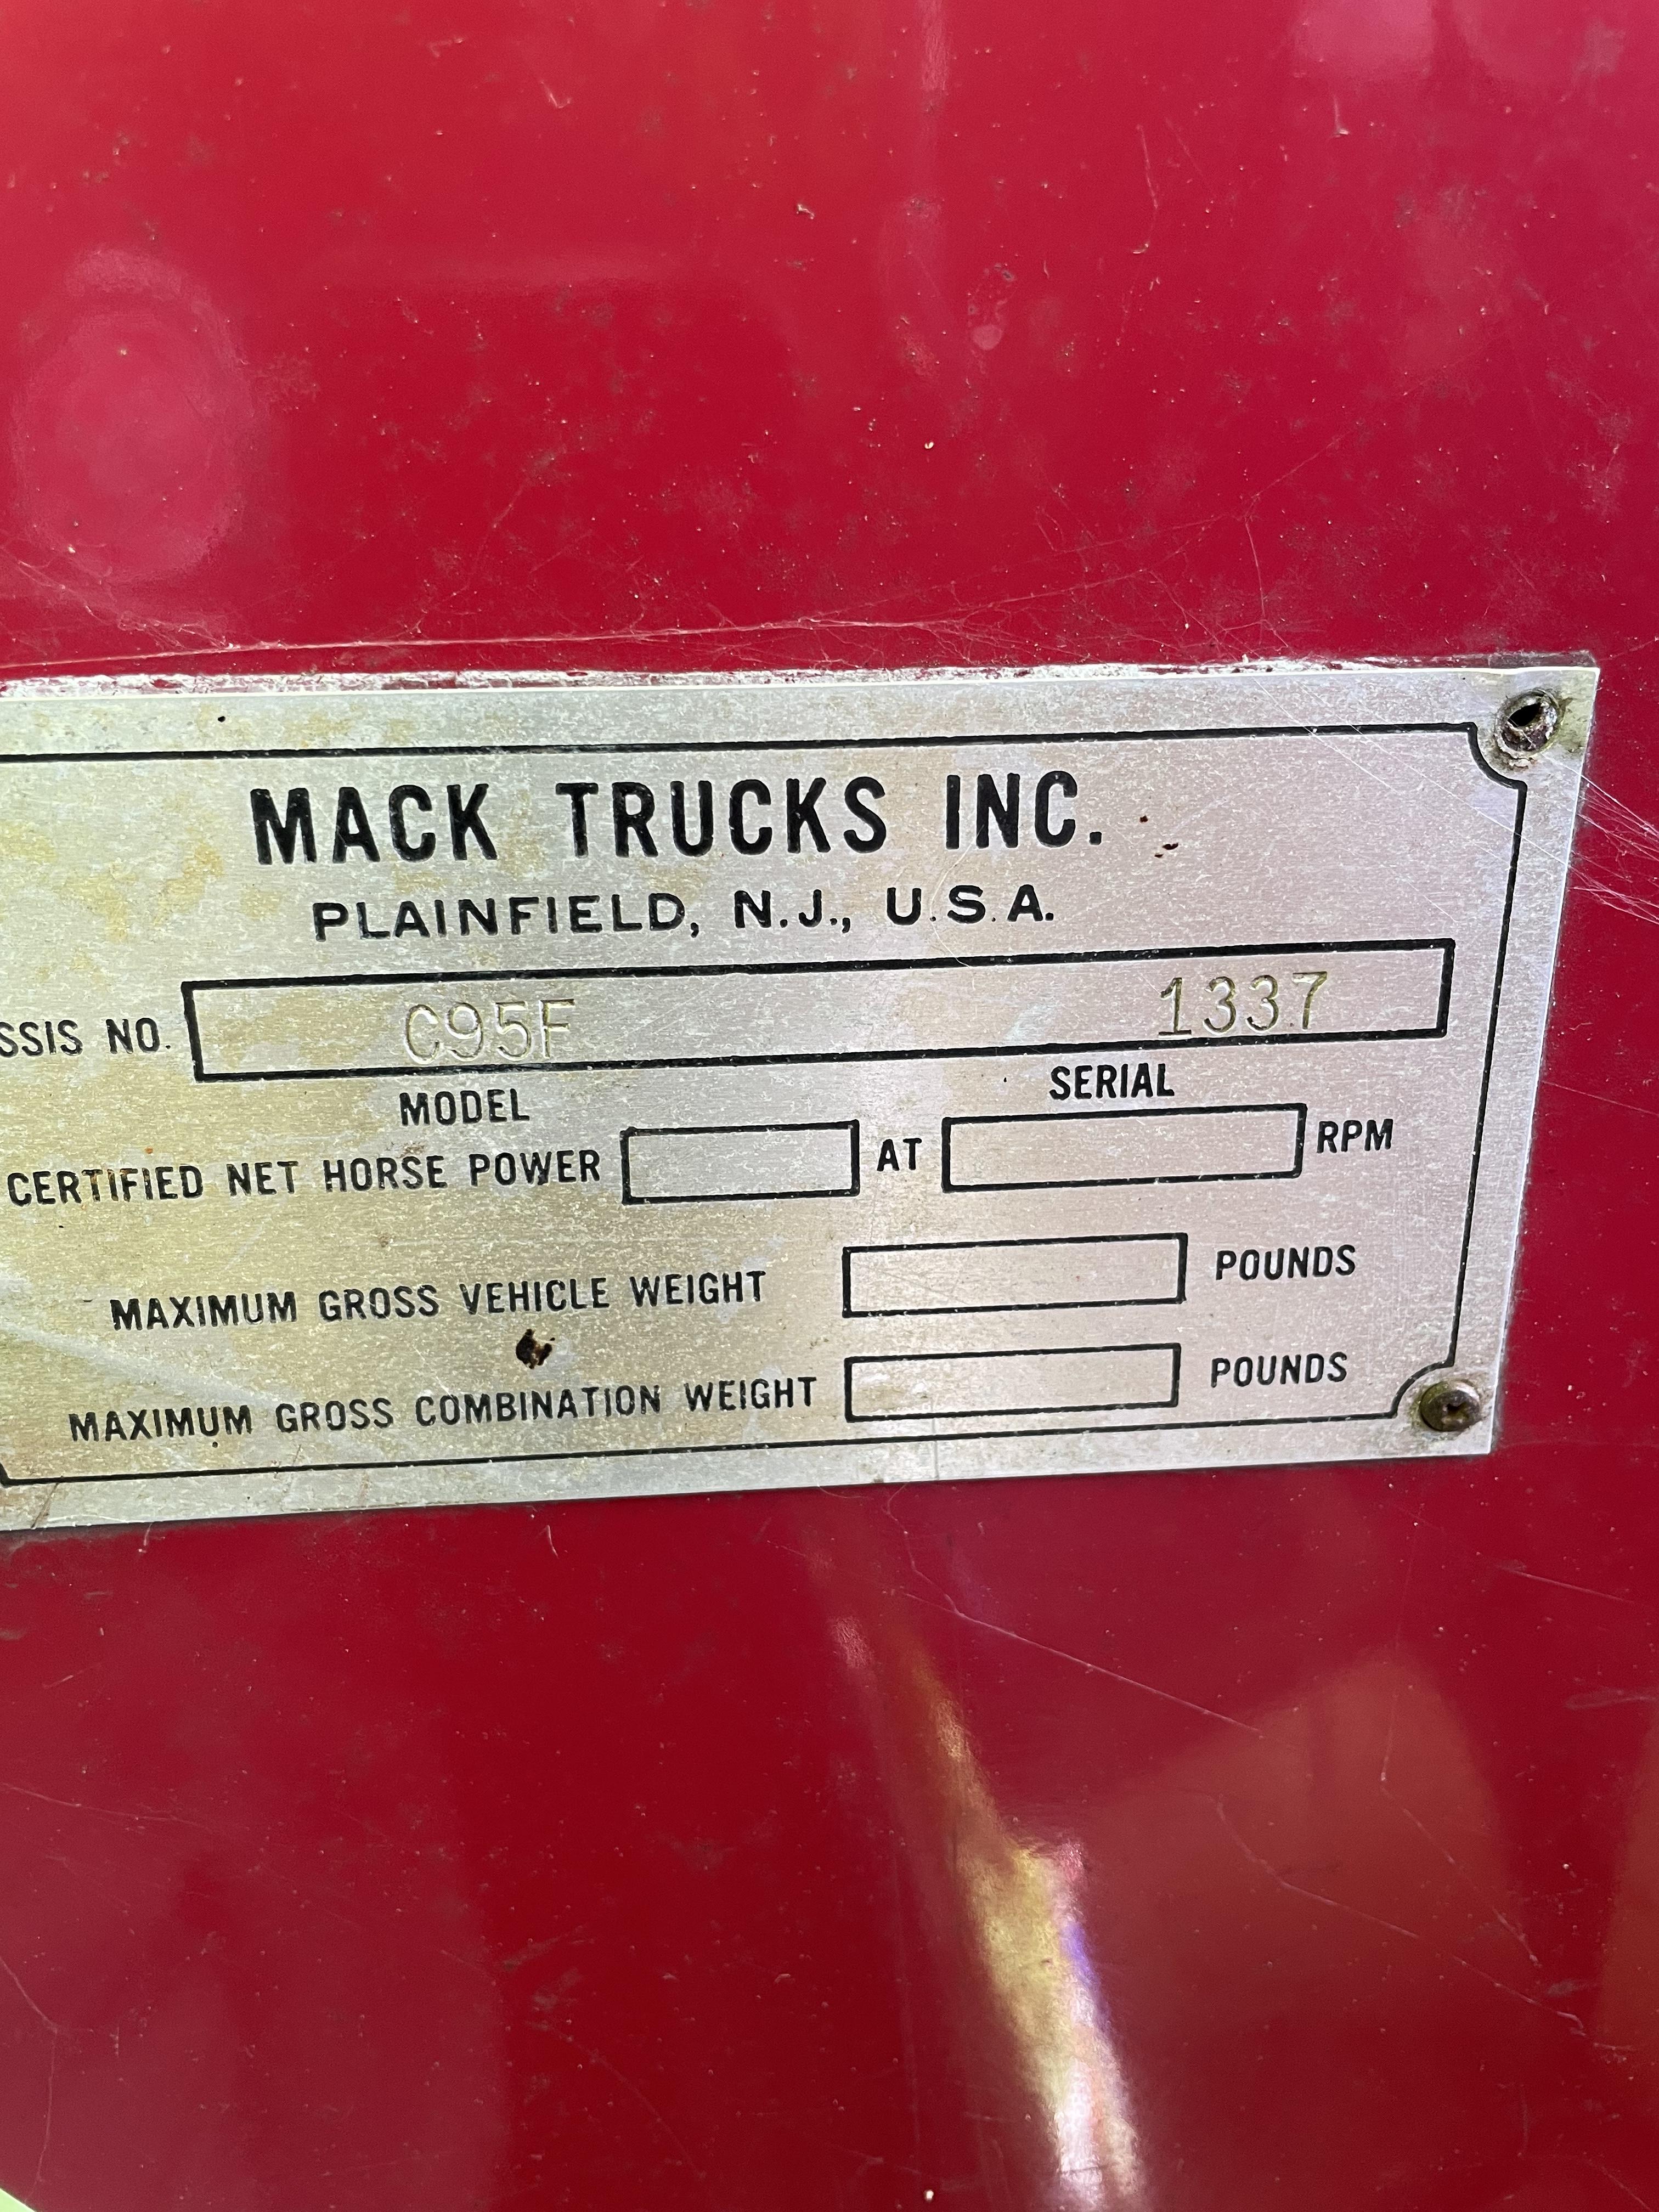 MACK TRUCKS INC.
PLAINFIELD, N.J., U.S.A.
SSIS NO. C95F 1337
MODEL SERIAL
CERTIFIED NET HORSE POWER AT RPM
MAXIMUM GROSS VEHICLE WEIGHT POUNDS
MAXIMUM GROSS COMBINATION WEIGHT POUNDS